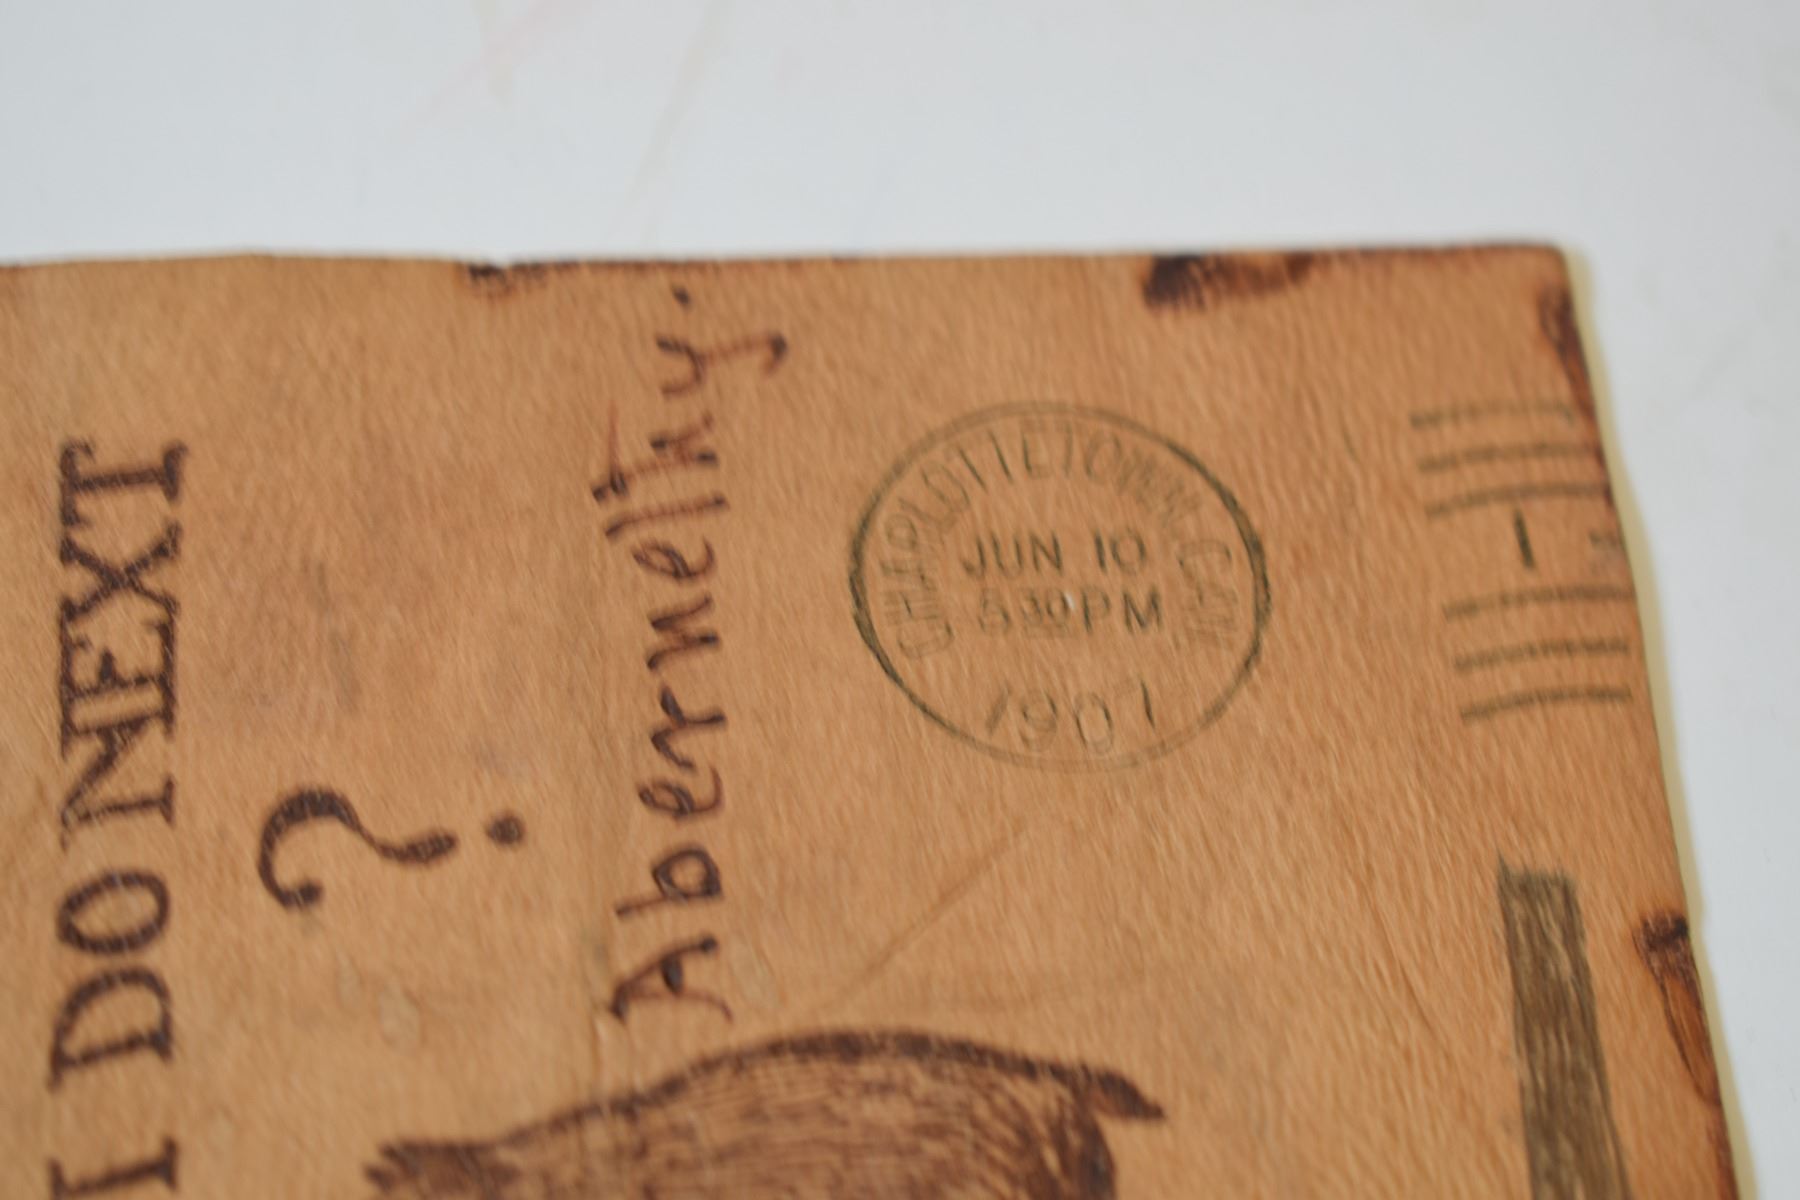 I DO NEXT
?
Abernethy.
CHARLOTTETOWN CAN
JUN 10
5 30 PM
1907